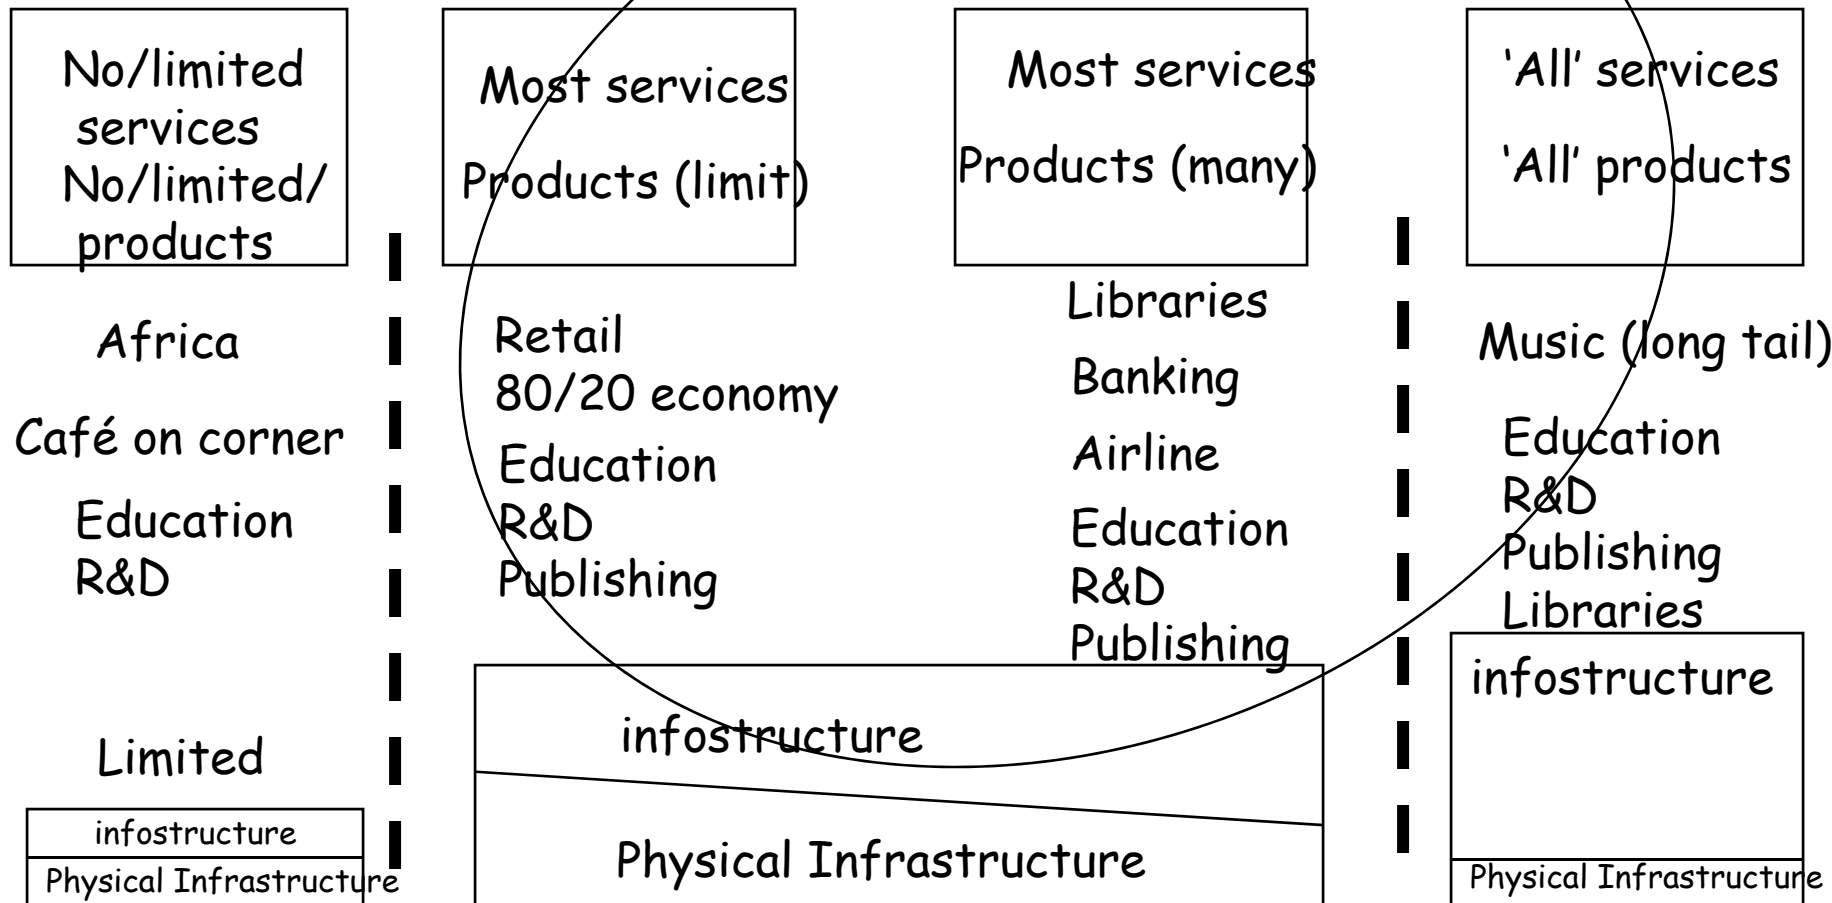 No/limited
services
No/limited/
products
Africa
Café on corner
Education
R&D
Limited
infostructure
Physical Infrastructure
Most services
Products (limit)
Retail
80/20 economy
Education
R&D
Publishing
Most services
Products (many)
Libraries
Banking
Airline
Education
R&D
Publishing
infostructure
Physical Infrastructure
‘All’ services
‘All’ products
Music (long tail)
Education
R&D
Publishing
Libraries
infostructure
Physical Infrastructure